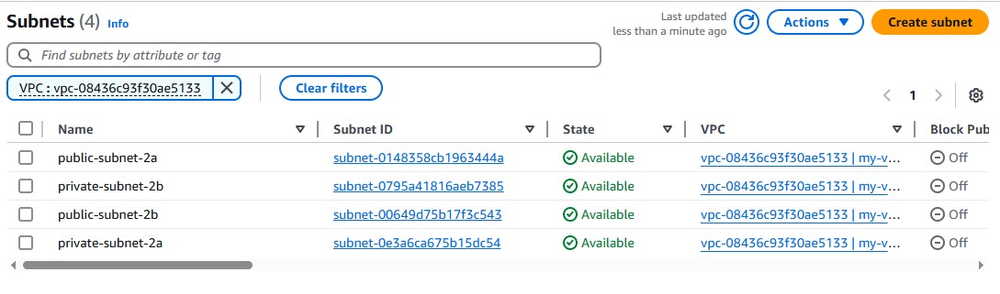 Subnets (4) Info
Last updated
less than a minute ago
Actions
Create subnet
Find subnets by attribute or tag
VPC : vpc-08436c93f30ae5133
Clear filters
1
Name Subnet ID State VPC Block Pub
public-subnet-2a subnet-0148358cb1963444a Available vpc-08436c93f30ae5133 | my-v… Off
private-subnet-2b subnet-0795a41816aeb7385 Available vpc-08436c93f30ae5133 | my-v… Off
public-subnet-2b subnet-00649d75b17f3c543 Available vpc-08436c93f30ae5133 | my-v… Off
private-subnet-2a subnet-0e3a6ca675b15dc54 Available vpc-08436c93f30ae5133 | my-v… Off